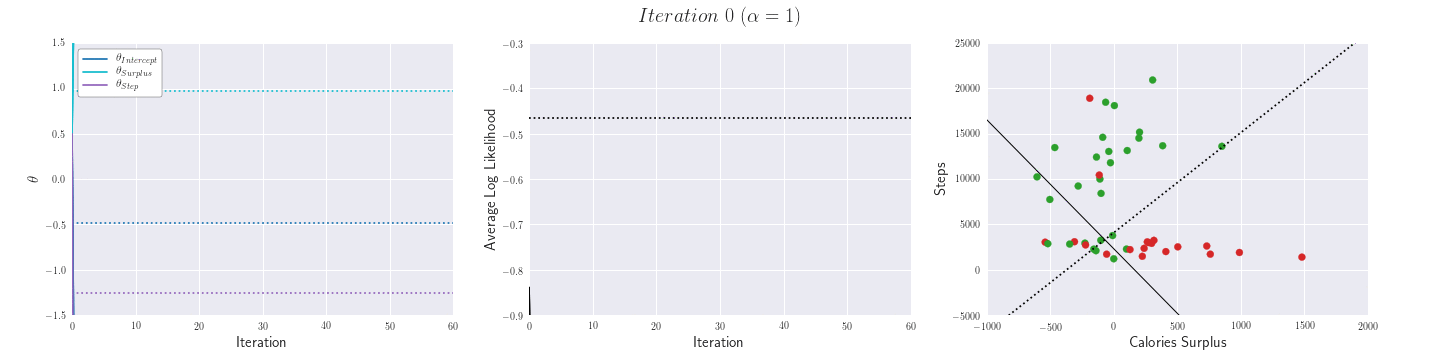 Iteration 0 (α = 1)
θ
1.5
1.0
0.5
0.0
−0.5
−1.0
−1.5
θIntercept
θSurplus
θStep
0 10 20 30 40 50 60
Iteration
Average Log Likelihood
−0.3
−0.4
−0.5
−0.6
−0.7
−0.8
−0.9
0 10 20 30 40 50 60
Iteration
Steps
25000
20000
15000
10000
5000
0
−5000
−1000 −500 0 500 1000 1500 2000
Calories Surplus